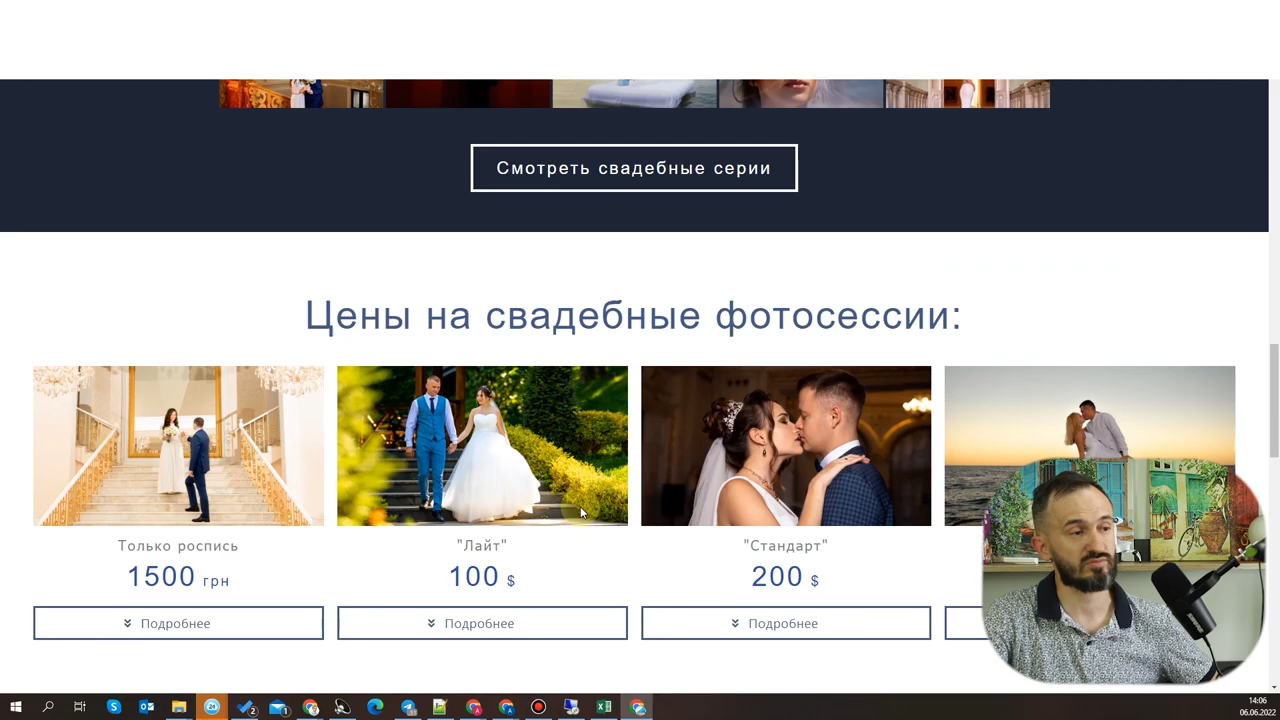 Смотреть свадебные серии
Цены на свадебные фотосессии:
Только роспись
"Лайт"
"Стандарт"
1500 грн
100 $
200 $
Подробнее
Подробнее
Подробнее
14:06
06.06.2022